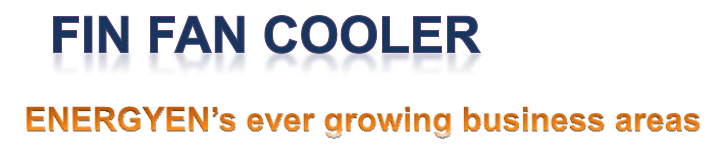 FIN FAN COOLER
ENERGYEN’s ever growing business areas